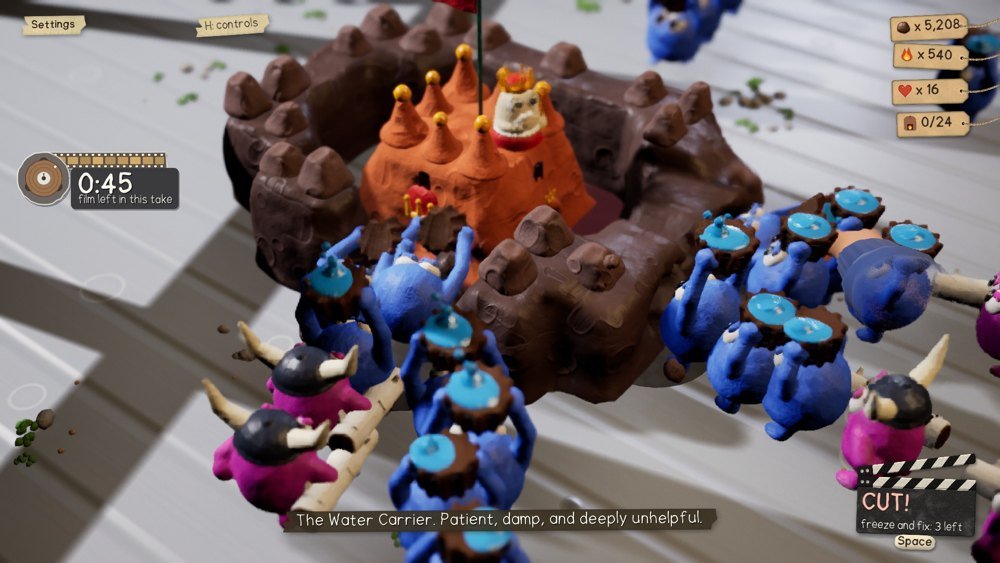 Settings
H: controls
x 5,208
x 540
x 16
0/24
0:45
film left in this take
The Water Carrier. Patient, damp, and deeply unhelpful.
CUT!
freeze and fix: 3 left
Space